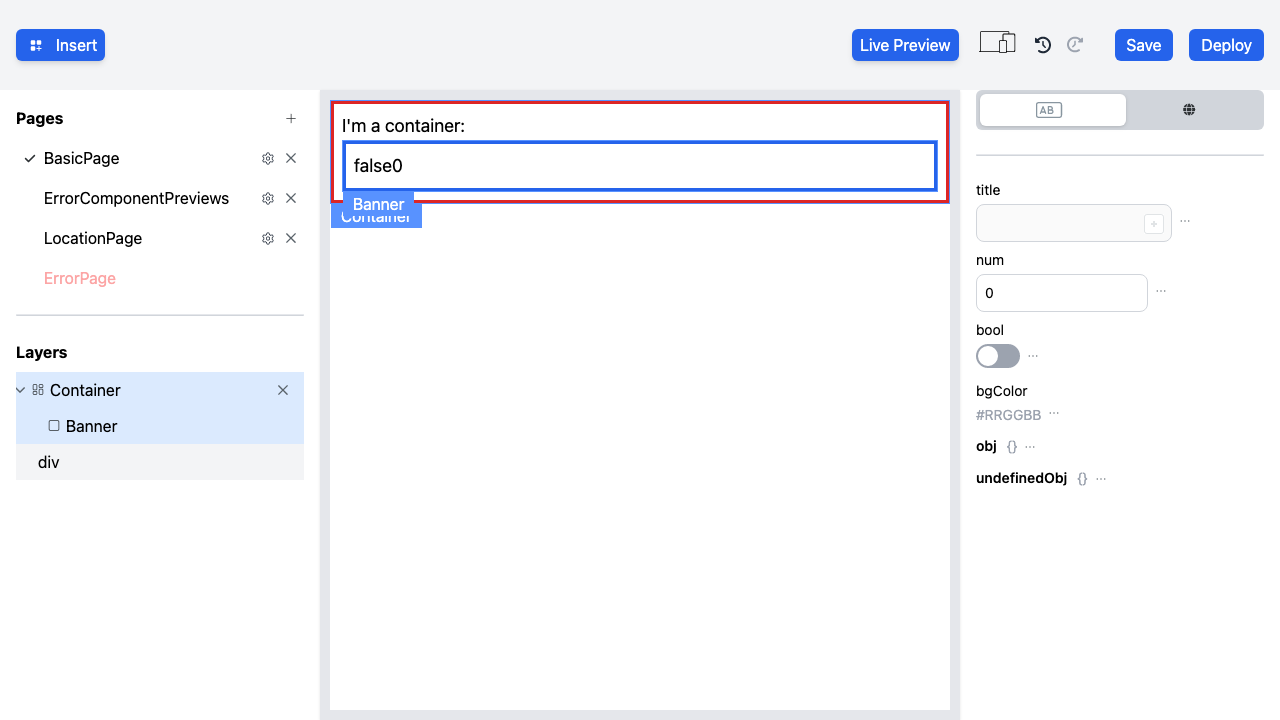 Insert
Live Preview
Save
Deploy
Pages
BasicPage
ErrorComponentPreviews
LocationPage
ErrorPage
Layers
Container
Banner
div
I'm a container:
false0
Banner
Container
AB
title
num
0
bool
bgColor
#RRGGBB
obj {}
undefinedObj {}